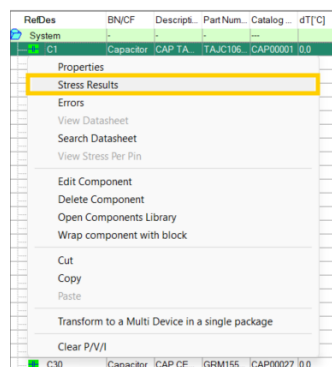 RefDes BN/CF Descripti... Part Num... Catalog ... dT[°C]
System - - - ---
C1 Capacitor CAP TA... TAJC106... CAP00001 0,0
Properties
Stress Results
Errors
View Datasheet
Search Datasheet
View Stress Per Pin
Edit Component
Delete Component
Open Components Library
Wrap component with block
Cut
Copy
Paste
Transform to a Multi Device in a single package
Clear P/V/I
C30 Capacitor CAP CE... GRM155... CAP00027 0,0